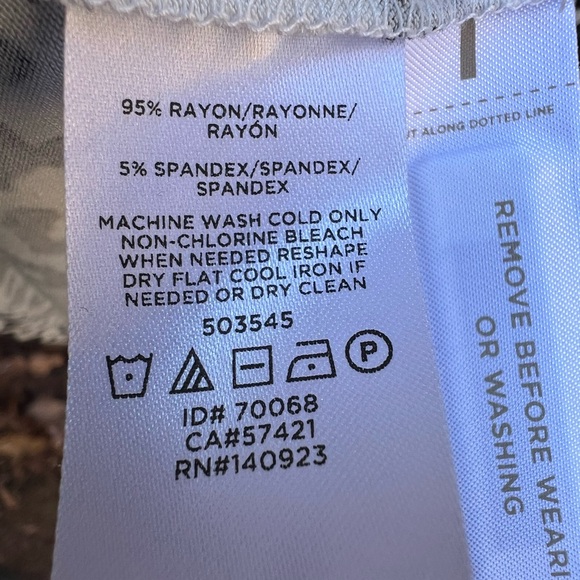 95% RAYON/RAYONNE/
RAYÓN
5% SPANDEX/SPANDEX/
SPANDEX
MACHINE WASH COLD ONLY
NON-CHLORINE BLEACH
WHEN NEEDED RESHAPE
DRY FLAT COOL IRON IF
NEEDED OR DRY CLEAN
503545
P
ID# 70068
CA#57421
RN#140923
ALONG DOTTED LINE
REMOVE BEFORE
OR WASHING